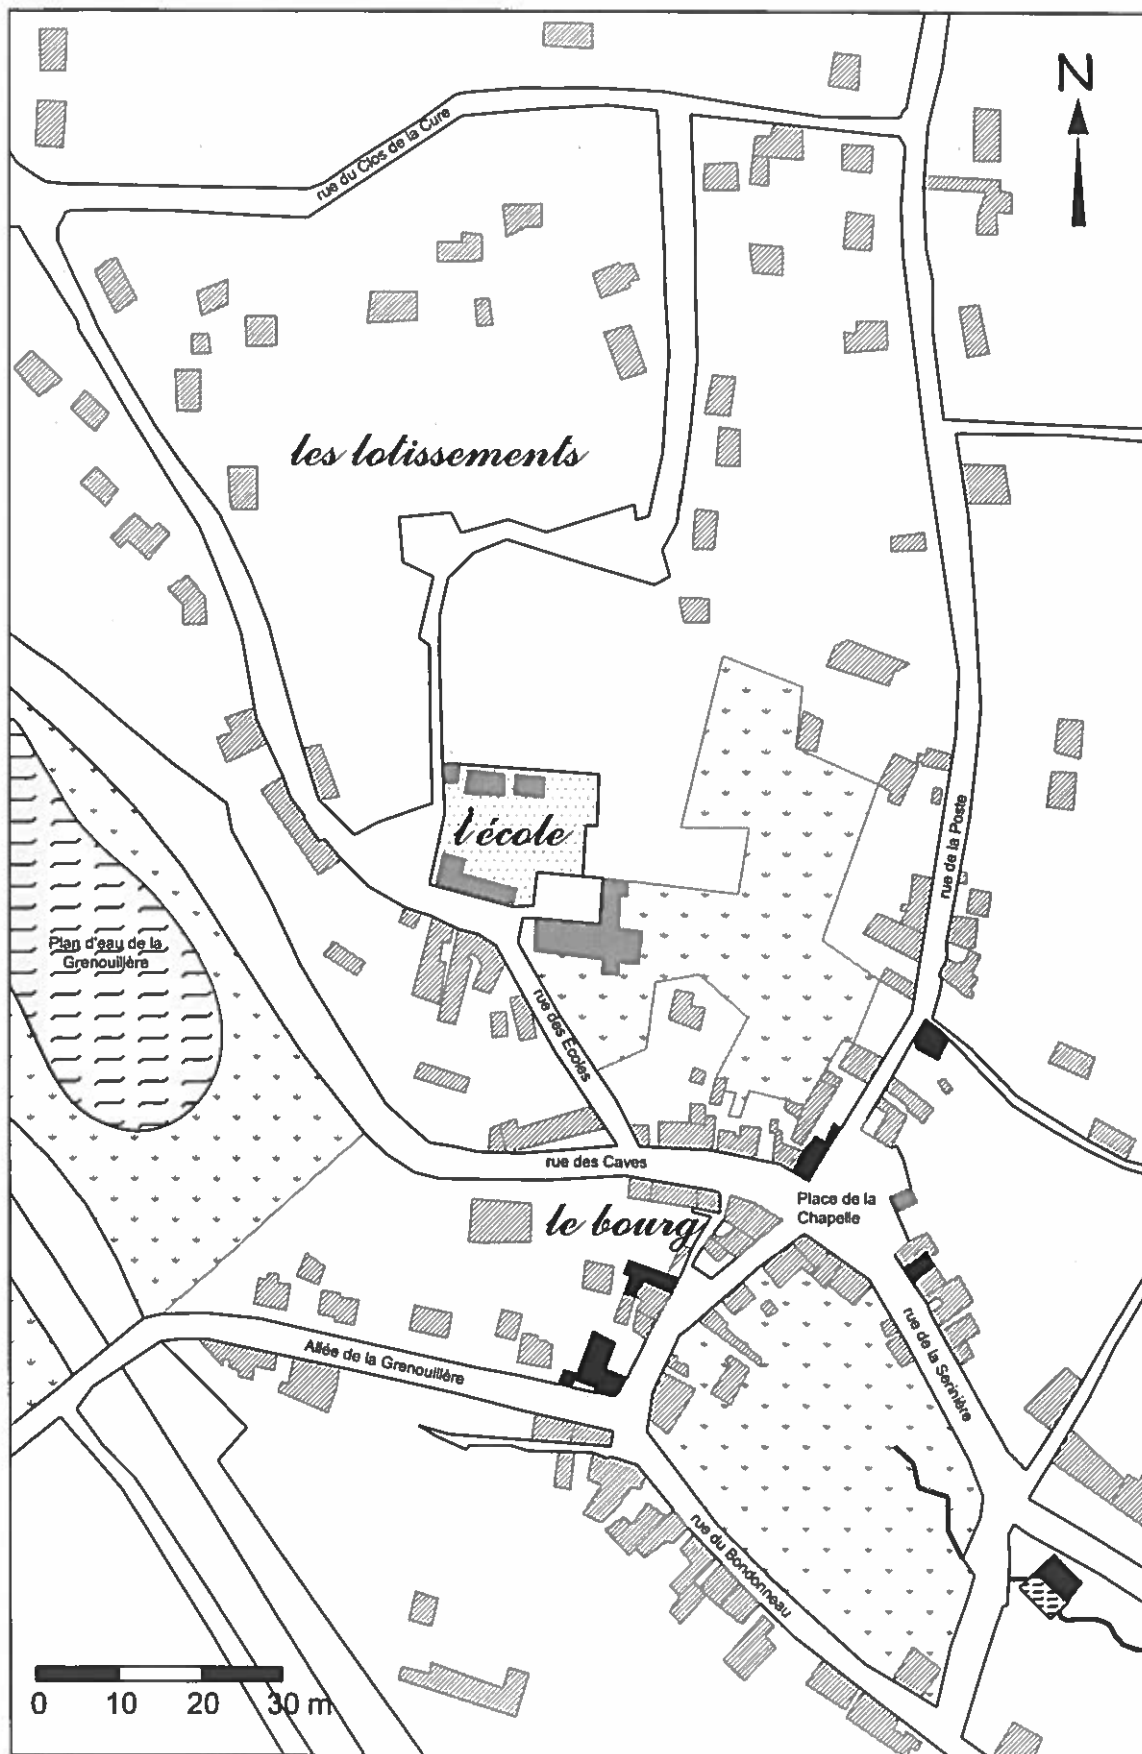 N
rue du Clos de la Cure
les lotissements
rue de la Poste
l'école
Plan d'eau de la
Grenouillère
rue des Ecoles
rue des Caves
Place de la
Chapelle
le bourg
rue de la Serinière
Allée de la Grenouillère
rue du Bondonneau
0 10 20 30 m